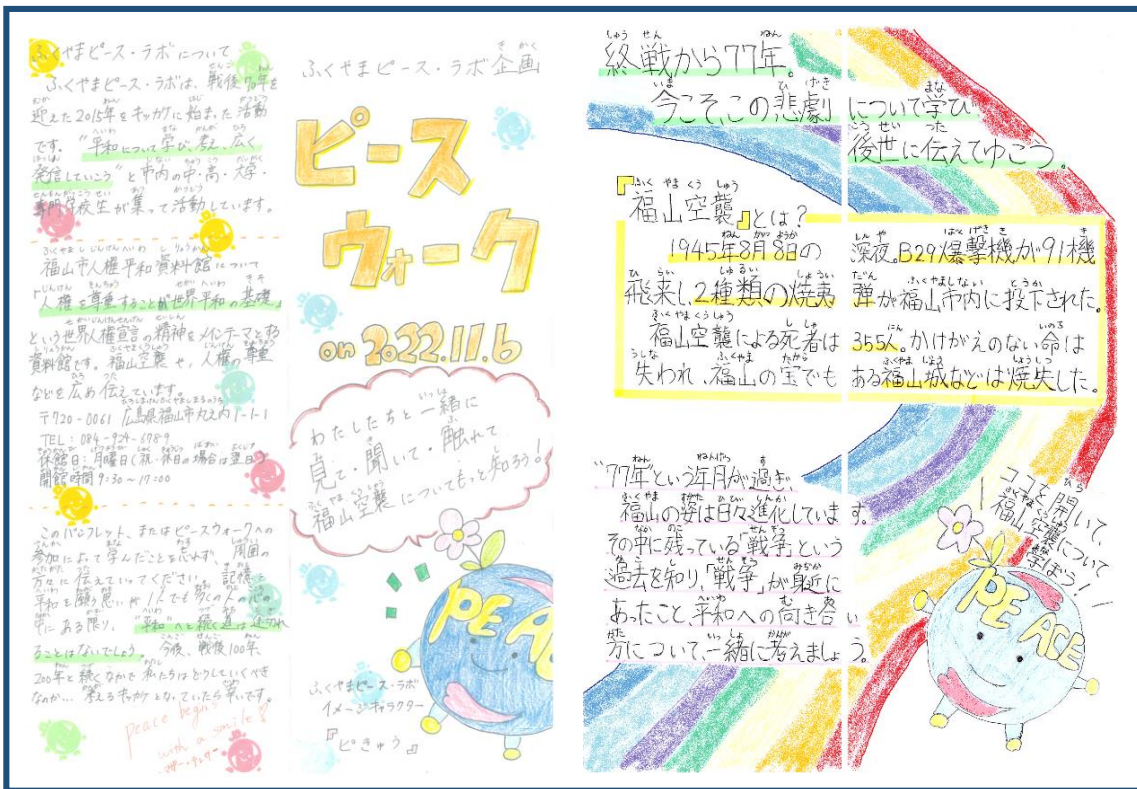 ふくやまピース・ラボについて
ふくやまピース・ラボは、戦後70年を
迎えた2015年をキッカケに始まった活動
です。"平和について学び、考え、広く
発信していこう"と市内の中・高・大学・
専門学校生が集って活動しています。
福山市人権平和資料館について
『人権を尊重することが世界平和の基礎』
という世界人権宣言の精神をメインテーマとする
資料館です。福山空襲や、人権の尊重
などを広め伝えています。
〒720-0061 広島県福山市丸之内1-1-1
TEL:084-924-6789
休館日:月曜日(祝・休日の場合は翌日)
開館時間9:30~17:00
このパンフレット、またはピースウォークへの
参加によって学んだことを忘れず、周囲の
方々に伝えていってください。記憶と
平和を願う思いが1人でも多くの人の心の
中にある限り、"平和"へと続く道は途切れ
ることはないでしょう。今後、戦後100年、
200年と続くなかで私たちはどうしていくべき
なのか…考えるキッカケとなっていたら幸いです。
peace begins
with a smile!
マザー・テレサ
ふくやまピース・ラボ企画
ピース
ウォーク
on 2022.11.6
わたしたちと一緒に
見て・聞いて・触れて
福山空襲についてもっと知ろう!
PEACE
ふくやまピース・ラボ
イメージキャラクター
『ピきゅう』
終戦から77年。
今こそ、この悲劇について学び
後世に伝えてゆこう。
『福山空襲』とは?
1945年8月8日の深夜。B29爆撃機が91機
飛来し、2種類の焼夷弾が福山市内に投下された。
福山空襲による死者は355人。かけがえのない命は
失われ、福山の宝でもある福山城などは焼失した。
"77年"という年月が過ぎ、
福山の姿は日々進化しています。
その中に残っている「戦争」という
過去を知り、「戦争」が身近に
あったこと、平和への向き合い
方について、一緒に考えましょう。
ココを開いて、
福山空襲について
学ぼう!
PEACE